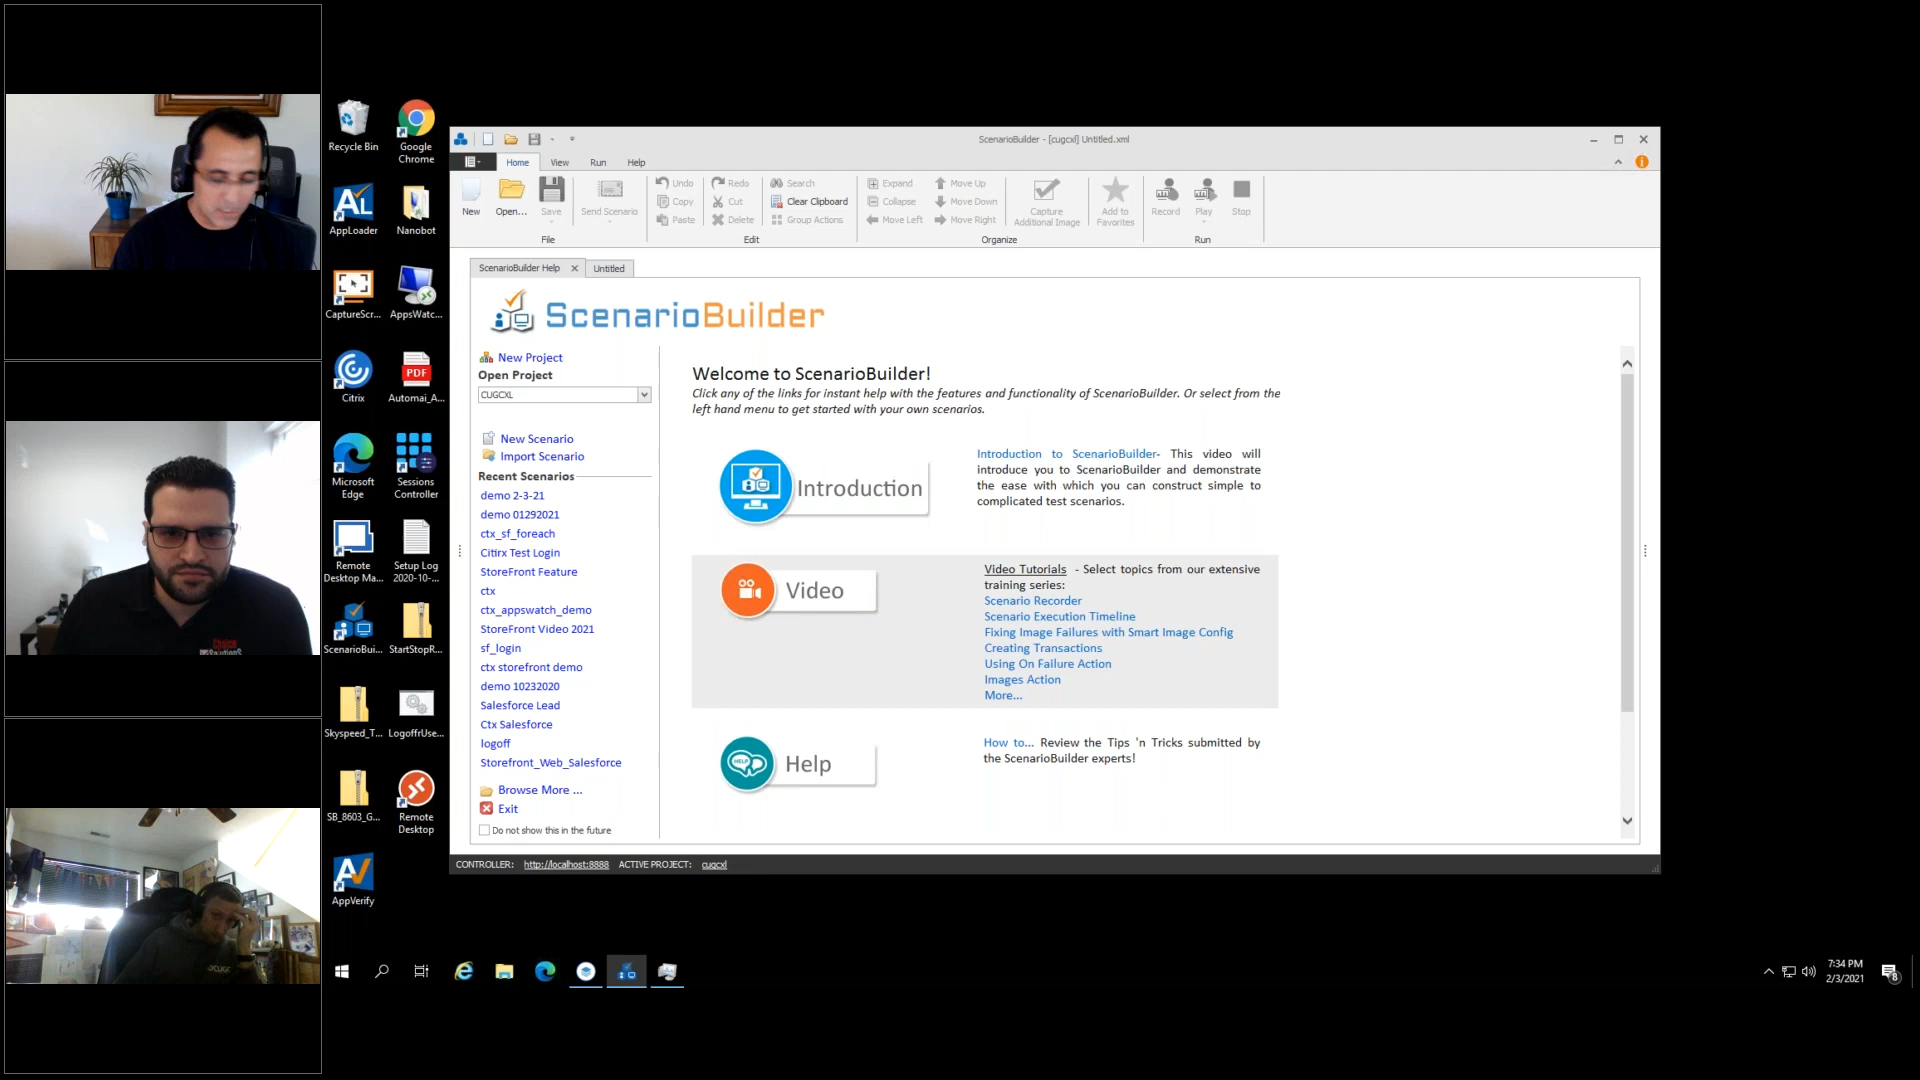 Recycle Bin
Google
Chrome
AppLoader
Nanobot
CaptureScr...
AppsWatc...
Citrix
PDF
Automai_A...
Microsoft
Edge
Sessions
Controller
Remote
Desktop Ma...
Setup Log
2020-10-...
ScenarioBui...
StartStopR...
Skyspeed_T...
LogoffrUse...
SB_8603_G...
Remote
Desktop
AppVerify
ScenarioBuilder - [cugcxl] Untitled.xml
Home
View
Run
Help
New
Open...
Save
Send Scenario
Undo
Copy
Paste
Redo
Cut
Delete
Search
Clear Clipboard
Group Actions
Expand
Collapse
Move Left
Move Up
Move Down
Move Right
Capture
Additional Image
Add to
Favorites
Record
Play
Stop
File
Edit
Organize
Run
ScenarioBuilder Help
Untitled
ScenarioBuilder
New Project
Open Project
CUGCXL
New Scenario
Import Scenario
Recent Scenarios
demo 2-3-21
demo 01292021
ctx_sf_foreach
Citirx Test Login
StoreFront Feature
ctx
ctx_appswatch_demo
StoreFront Video 2021
sf_login
ctx storefront demo
demo 10232020
Salesforce Lead
Ctx Salesforce
logoff
Storefront_Web_Salesforce
Browse More ...
Exit
Do not show this in the future
Welcome to ScenarioBuilder!
Click any of the links for instant help with the features and functionality of ScenarioBuilder. Or select from the
left hand menu to get started with your own scenarios.
Introduction
Introduction to ScenarioBuilder- This video will
introduce you to ScenarioBuilder and demonstrate
the ease with which you can construct simple to
complicated test scenarios.
Video
Video Tutorials - Select topics from our extensive
training series:
Scenario Recorder
Scenario Execution Timeline
Fixing Image Failures with Smart Image Config
Creating Transactions
Using On Failure Action
Images Action
More...
HELP
Help
How to... Review the Tips 'n Tricks submitted by
the ScenarioBuilder experts!
CONTROLLER: http://localhost:8888 ACTIVE PROJECT: cugcxl
7:34 PM
2/3/2021
8
Choice
Solutions
CUGC